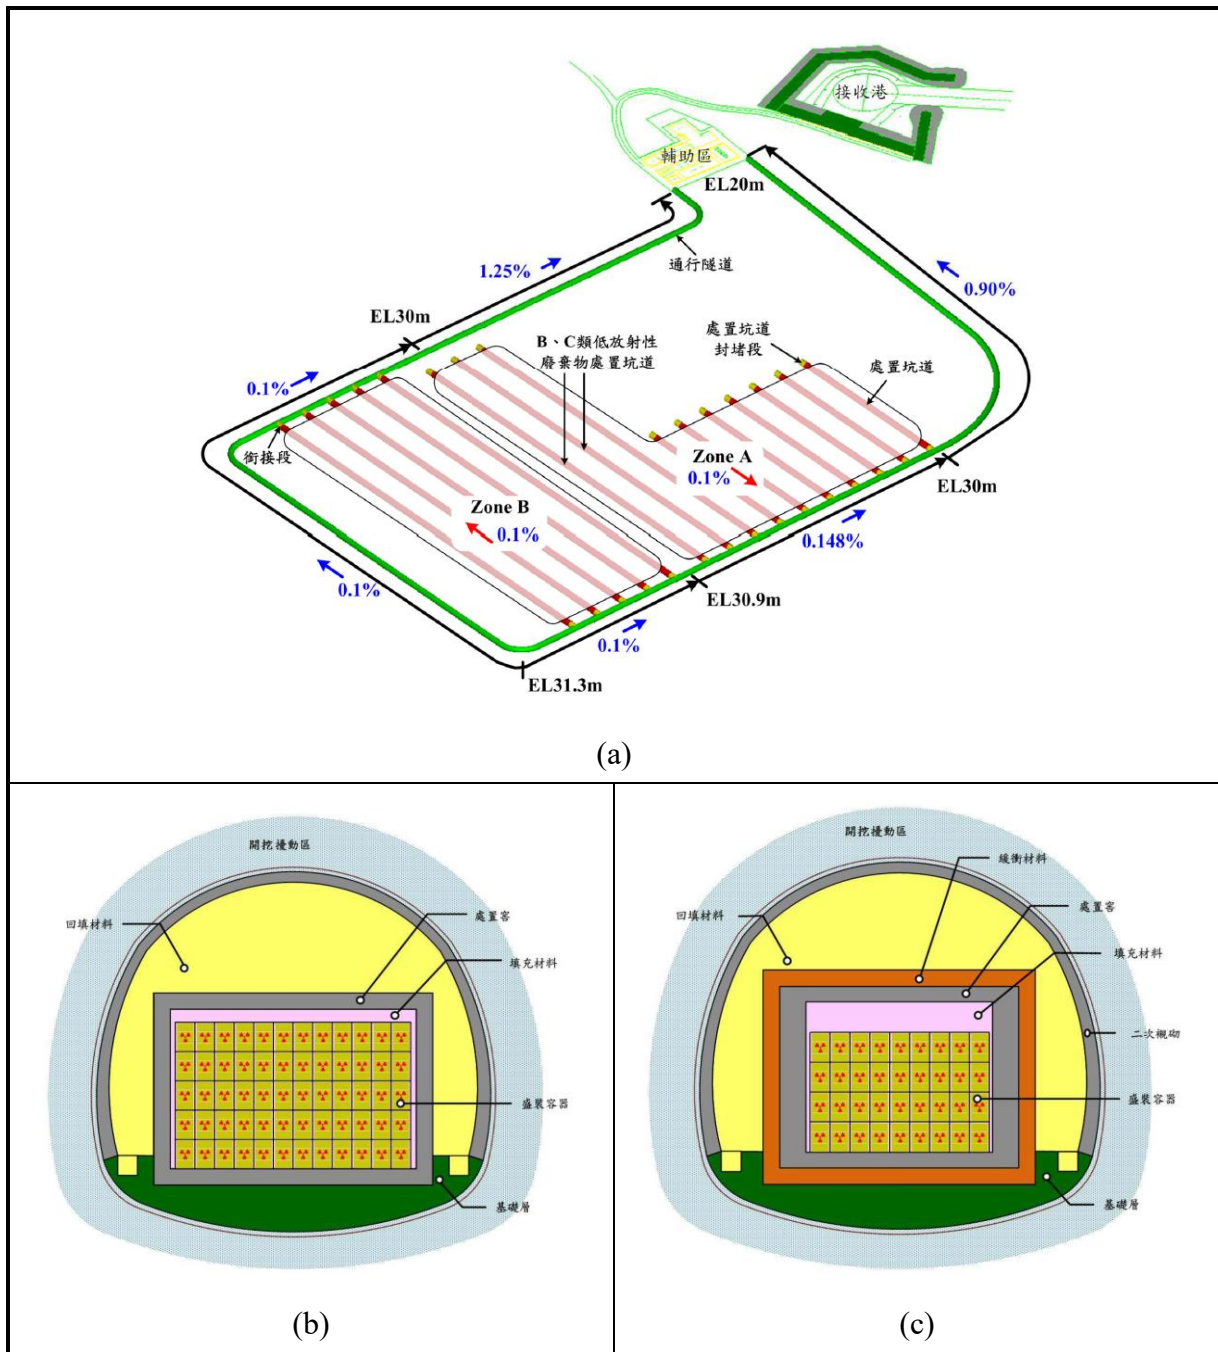 接收港
輔助區
EL20m
通行隧道
1.25%
0.90%
EL30m
B、C類低放射性
廢棄物處置坑道
處置坑道
封堵段
處置坑道
0.1%
銜接段
Zone A
0.1%
EL30m
Zone B
0.1%
0.148%
0.1%
EL30.9m
0.1%
EL31.3m
(a)
開挖擾動區
回填材料
處置窖
填充材料
盛裝容器
基礎層
(b)
開挖擾動區
緩衝材料
回填材料
處置窖
填充材料
二次襯砌
盛裝容器
基礎層
(c)